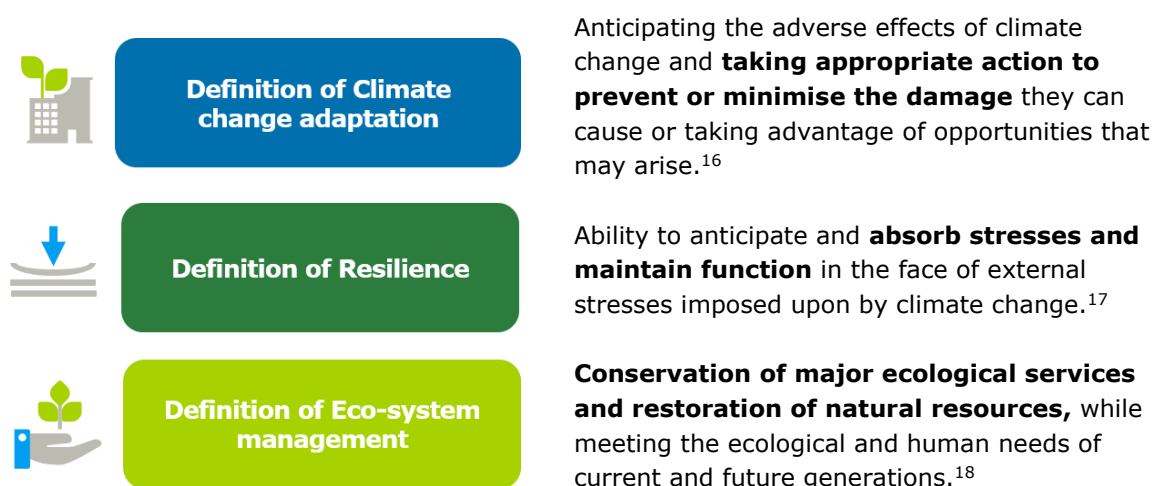 Definition of Climate
change adaptation
Anticipating the adverse effects of climate
change and taking appropriate action to
prevent or minimise the damage they can
cause or taking advantage of opportunities that
may arise.16
Definition of Resilience
Ability to anticipate and absorb stresses and
maintain function in the face of external
stresses imposed upon by climate change.17
Definition of Eco-system
management
Conservation of major ecological services
and restoration of natural resources, while
meeting the ecological and human needs of
current and future generations.18